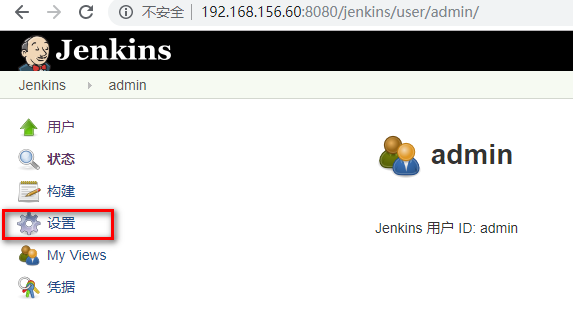 不安全 | 192.168.156.60:8080/jenkins/user/admin/
Jenkins
Jenkins admin
用户
状态
构建
设置
My Views
凭据
admin
Jenkins 用户 ID: admin